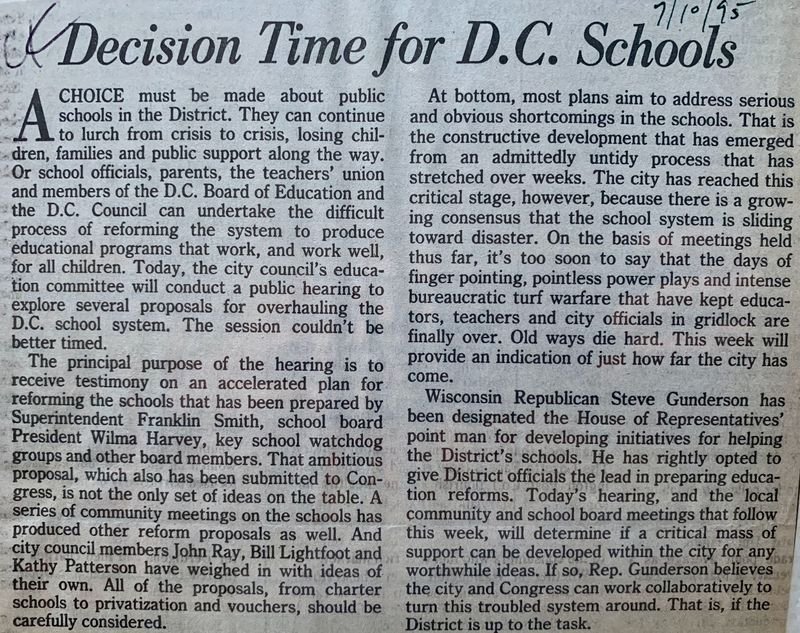 7/10/95
Decision Time for D.C. Schools
A CHOICE must be made about public
schools in the District. They can continue
to lurch from crisis to crisis, losing chil-
dren, families and public support along the way.
Or school officials, parents, the teachers' union
and members of the D.C. Board of Education and
the D.C. Council can undertake the difficult
process of reforming the system to produce
educational programs that work, and work well,
for all children. Today, the city council's educa-
tion committee will conduct a public hearing to
explore several proposals for overhauling the
D.C. school system. The session couldn't be
better timed.
The principal purpose of the hearing is to
receive testimony on an accelerated plan for
reforming the schools that has been prepared by
Superintendent Franklin Smith, school board
President Wilma Harvey, key school watchdog
groups and other board members. That ambitious
proposal, which also has been submitted to Con-
gress, is not the only set of ideas on the table. A
series of community meetings on the schools has
produced other reform proposals as well. And
city council members John Ray, Bill Lightfoot and
Kathy Patterson have weighed in with ideas of
their own. All of the proposals, from charter
schools to privatization and vouchers, should be
carefully considered.
At bottom, most plans aim to address serious
and obvious shortcomings in the schools. That is
the constructive development that has emerged
from an admittedly untidy process that has
stretched over weeks. The city has reached this
critical stage, however, because there is a grow-
ing consensus that the school system is sliding
toward disaster. On the basis of meetings held
thus far, it's too soon to say that the days of
finger pointing, pointless power plays and intense
bureaucratic turf warfare that have kept educa-
tors, teachers and city officials in gridlock are
finally over. Old ways die hard. This week will
provide an indication of just how far the city has
come.
Wisconsin Republican Steve Gunderson has
been designated the House of Representatives'
point man for developing initiatives for helping
the District's schools. He has rightly opted to
give District officials the lead in preparing educa-
tion reforms. Today's hearing, and the local
community and school board meetings that follow
this week, will determine if a critical mass of
support can be developed within the city for any
worthwhile ideas. If so, Rep. Gunderson believes
the city and Congress can work collaboratively to
turn this troubled system around. That is, if the
District is up to the task.